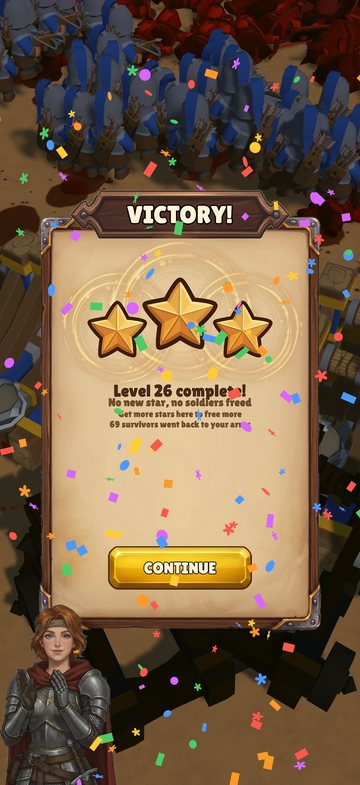 VICTORY!
Level 26 complete!
No new star, no soldiers freed
Get more stars here to free more
69 survivors went back to your army
CONTINUE